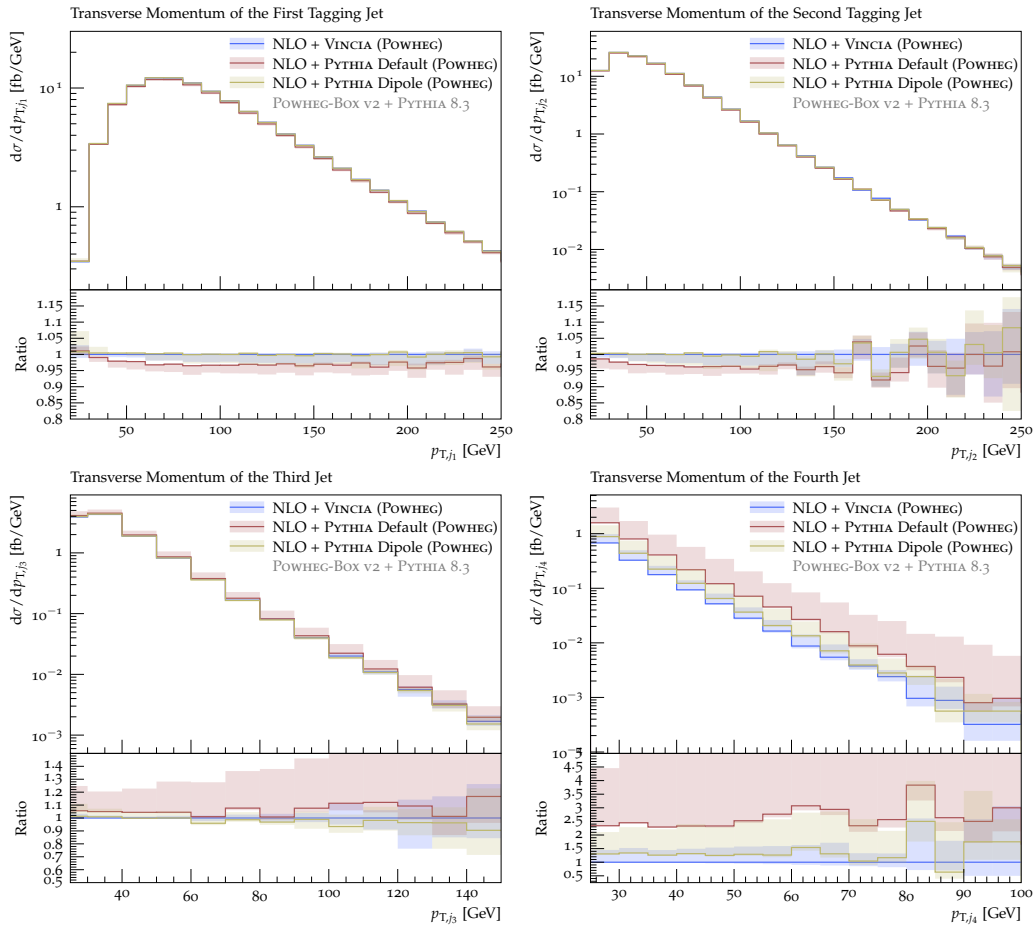 Transverse Momentum of the First Tagging Jet
NLO + Vincia (Powheg)
NLO + Pythia Default (Powheg)
NLO + Pythia Dipole (Powheg)
Powheg-Box v2 + Pythia 8.3
10¹
1
dσ/dp_T,j₁ [fb/GeV]
1.15
1.1
1.05
1
0.95
0.9
0.85
0.8
Ratio
50 100 150 200 250
p_T,j₁ [GeV]
Transverse Momentum of the Second Tagging Jet
NLO + Vincia (Powheg)
NLO + Pythia Default (Powheg)
NLO + Pythia Dipole (Powheg)
Powheg-Box v2 + Pythia 8.3
10¹
1
10⁻¹
10⁻²
dσ/dp_T,j₂ [fb/GeV]
1.15
1.1
1.05
1
0.95
0.9
0.85
0.8
Ratio
50 100 150 200 250
p_T,j₂ [GeV]
Transverse Momentum of the Third Jet
NLO + Vincia (Powheg)
NLO + Pythia Default (Powheg)
NLO + Pythia Dipole (Powheg)
Powheg-Box v2 + Pythia 8.3
1
10⁻¹
10⁻²
10⁻³
dσ/dp_T,j₃ [fb/GeV]
1.4
1.3
1.2
1.1
1.0
0.9
0.8
0.7
0.6
0.5
Ratio
40 60 80 100 120 140
p_T,j₃ [GeV]
Transverse Momentum of the Fourth Jet
NLO + Vincia (Powheg)
NLO + Pythia Default (Powheg)
NLO + Pythia Dipole (Powheg)
Powheg-Box v2 + Pythia 8.3
1
10⁻¹
10⁻²
10⁻³
dσ/dp_T,j₄ [fb/GeV]
4.5
3.5
2.5
1.5
0.5
Ratio
30 40 50 60 70 80 90 100
p_T,j₄ [GeV]